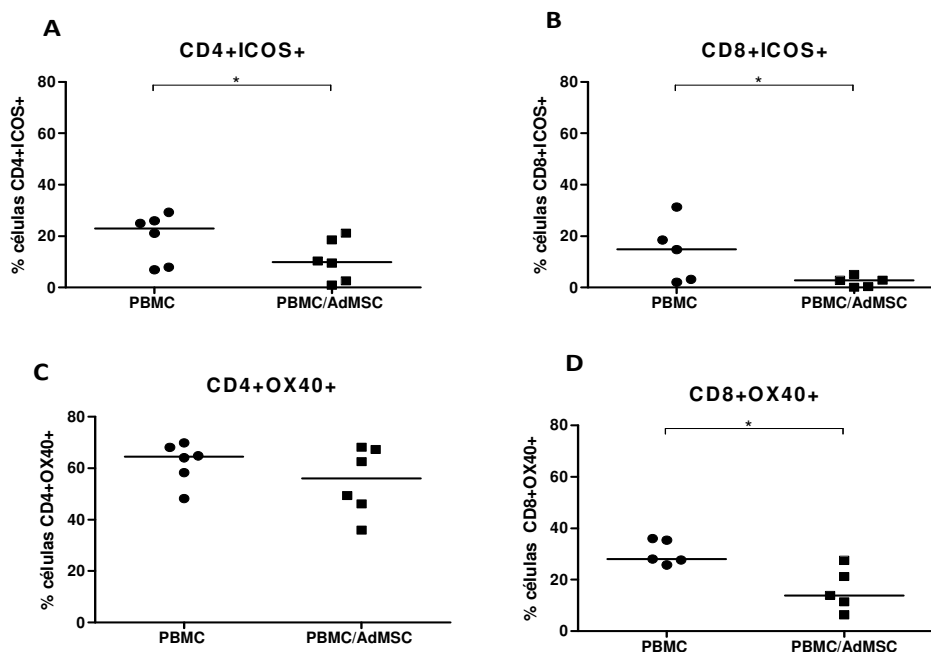 A
CD4+ICOS+
% células CD4+ICOS+
80
60
40
20
0
*
PBMC
PBMC/AdMSC
B
CD8+ICOS+
% células CD8+ICOS+
80
60
40
20
0
*
PBMC
PBMC/AdMSC
C
CD4+OX40+
% células CD4+OX40+
80
60
40
20
0
PBMC
PBMC/AdMSC
D
CD8+OX40+
% células CD8+OX40+
80
60
40
20
0
*
PBMC
PBMC/AdMSC